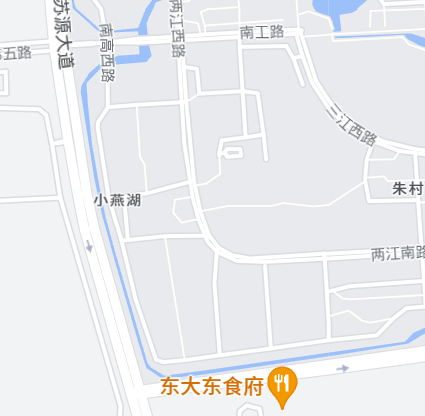 苏源大道
南高西路
两江西路
南工路
五路
三江西路
小燕湖
朱村
两江南路
东大东食府